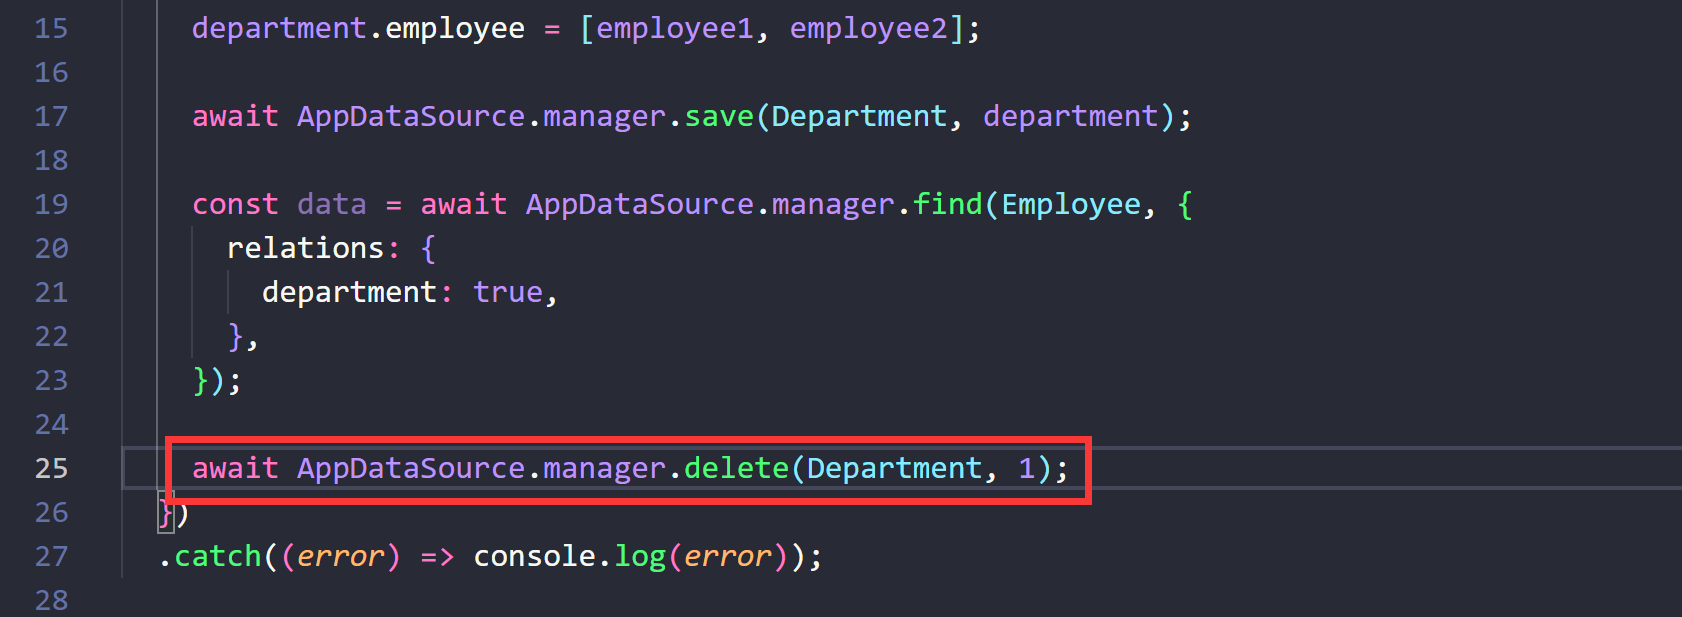 15 department.employee = [employee1, employee2];
16
17 await AppDataSource.manager.save(Department, department);
18
19 const data = await AppDataSource.manager.find(Employee, {
20 relations: {
21 department: true,
22 },
23 });
24
25 await AppDataSource.manager.delete(Department, 1);
26 })
27 .catch((error) => console.log(error));
28